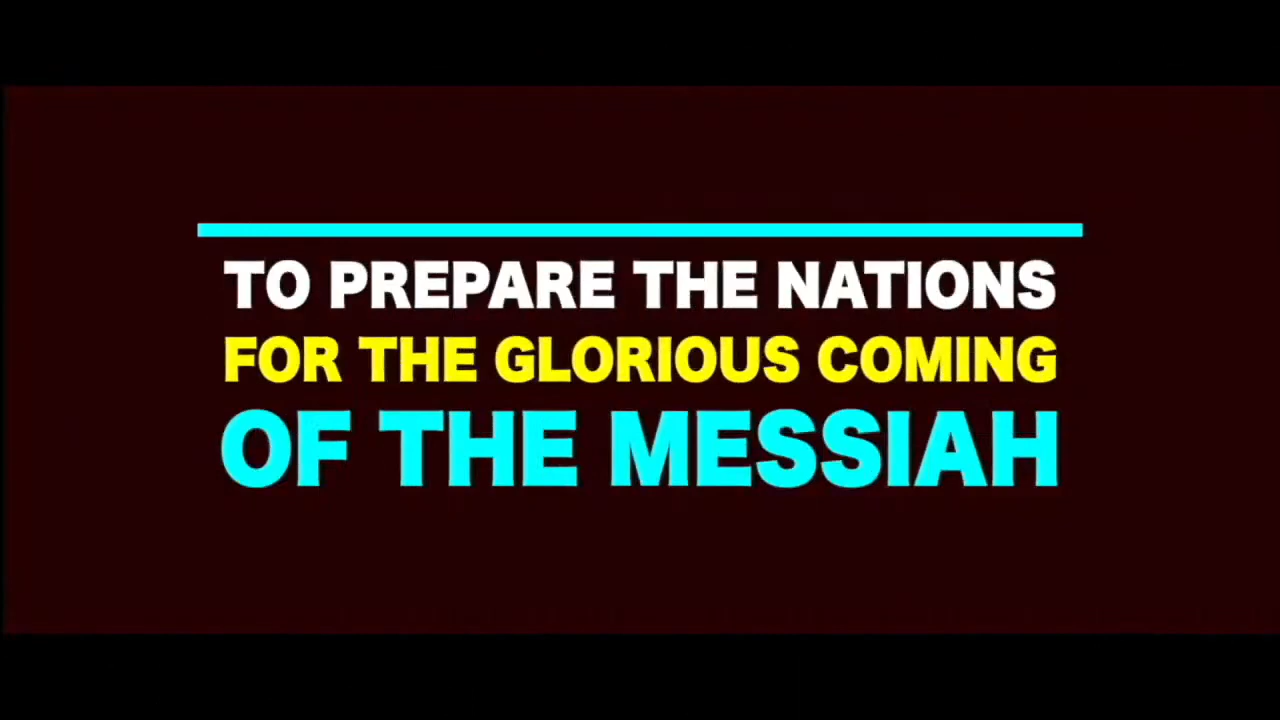 TO PREPARE THE NATIONS
FOR THE GLORIOUS COMING
OF THE MESSIAH